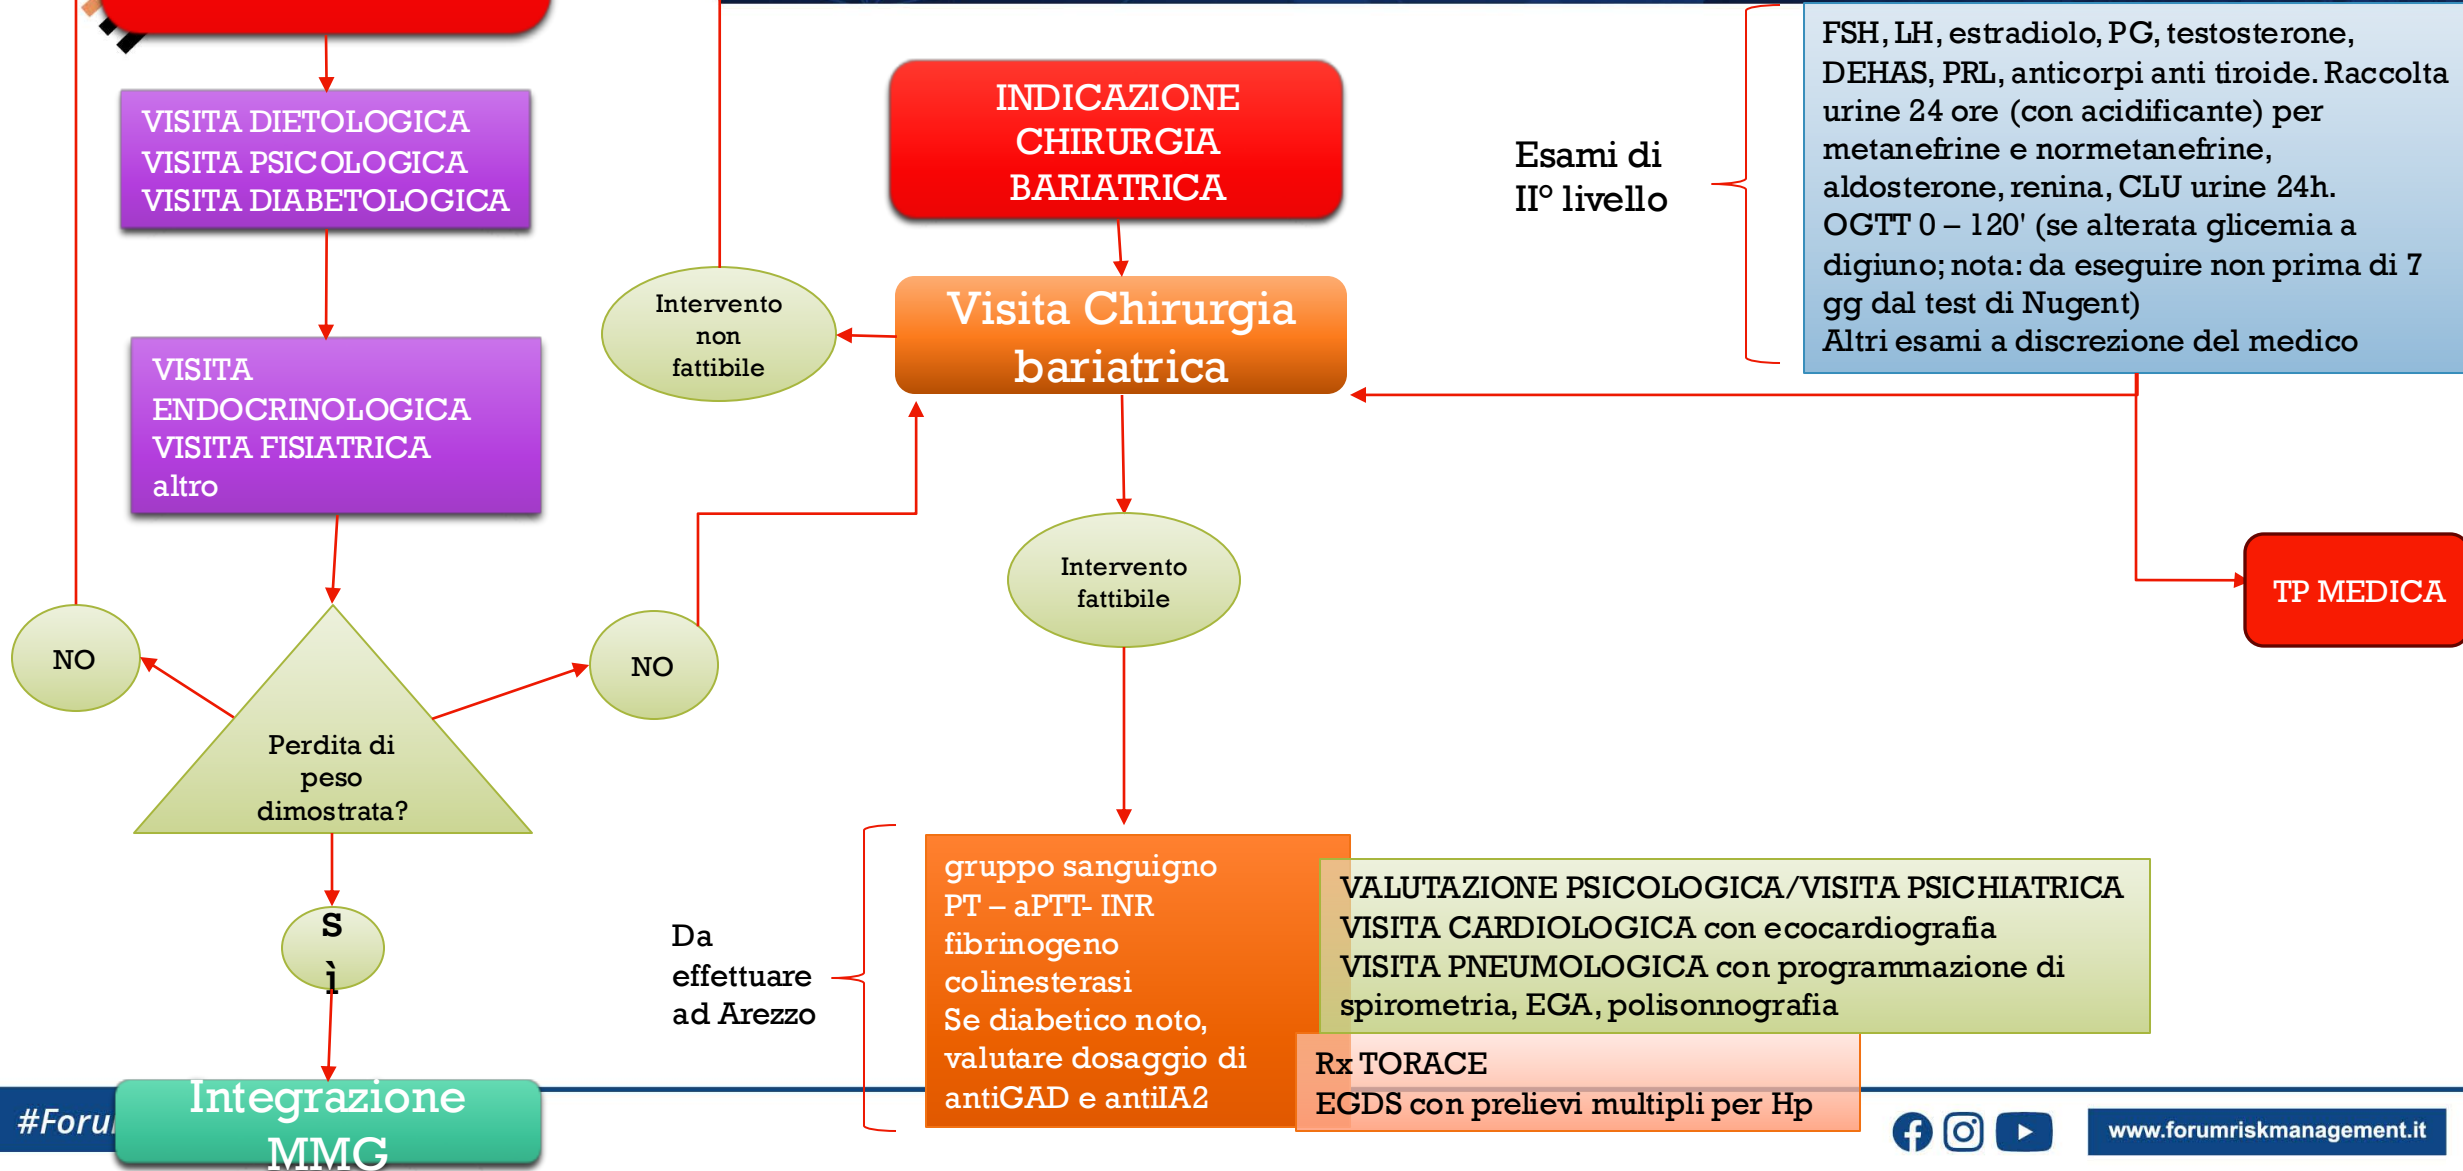 VISITA DIETOLOGICA
VISITA PSICOLOGICA
VISITA DIABETOLOGICA
VISITA
ENDOCRINOLOGICA
VISITA FISIATRICA
altro
NO
Perdita di
peso
dimostrata?
NO
S
ì
Integrazione
MMG
INDICAZIONE
CHIRURGIA
BARIATRICA
Intervento
non
fattibile
Visita Chirurgia
bariatrica
Intervento
fattibile
Da
effettuare
ad Arezzo
gruppo sanguigno
PT – aPTT- INR
fibrinogeno
colinesterasi
Se diabetico noto,
valutare dosaggio di
antiGAD e antiIA2
VALUTAZIONE PSICOLOGICA/VISITA PSICHIATRICA
VISITA CARDIOLOGICA con ecocardiografia
VISITA PNEUMOLOGICA con programmazione di
spirometria, EGA, polisonnografia
Rx TORACE
EGDS con prelievi multipli per Hp
Esami di
II° livello
FSH, LH, estradiolo, PG, testosterone,
DEHAS, PRL, anticorpi anti tiroide. Raccolta
urine 24 ore (con acidificante) per
metanefrine e normetanefrine,
aldosterone, renina, CLU urine 24h.
OGTT 0 – 120' (se alterata glicemia a
digiuno; nota: da eseguire non prima di 7
gg dal test di Nugent)
Altri esami a discrezione del medico
TP MEDICA
#Foru
www.forumriskmanagement.it